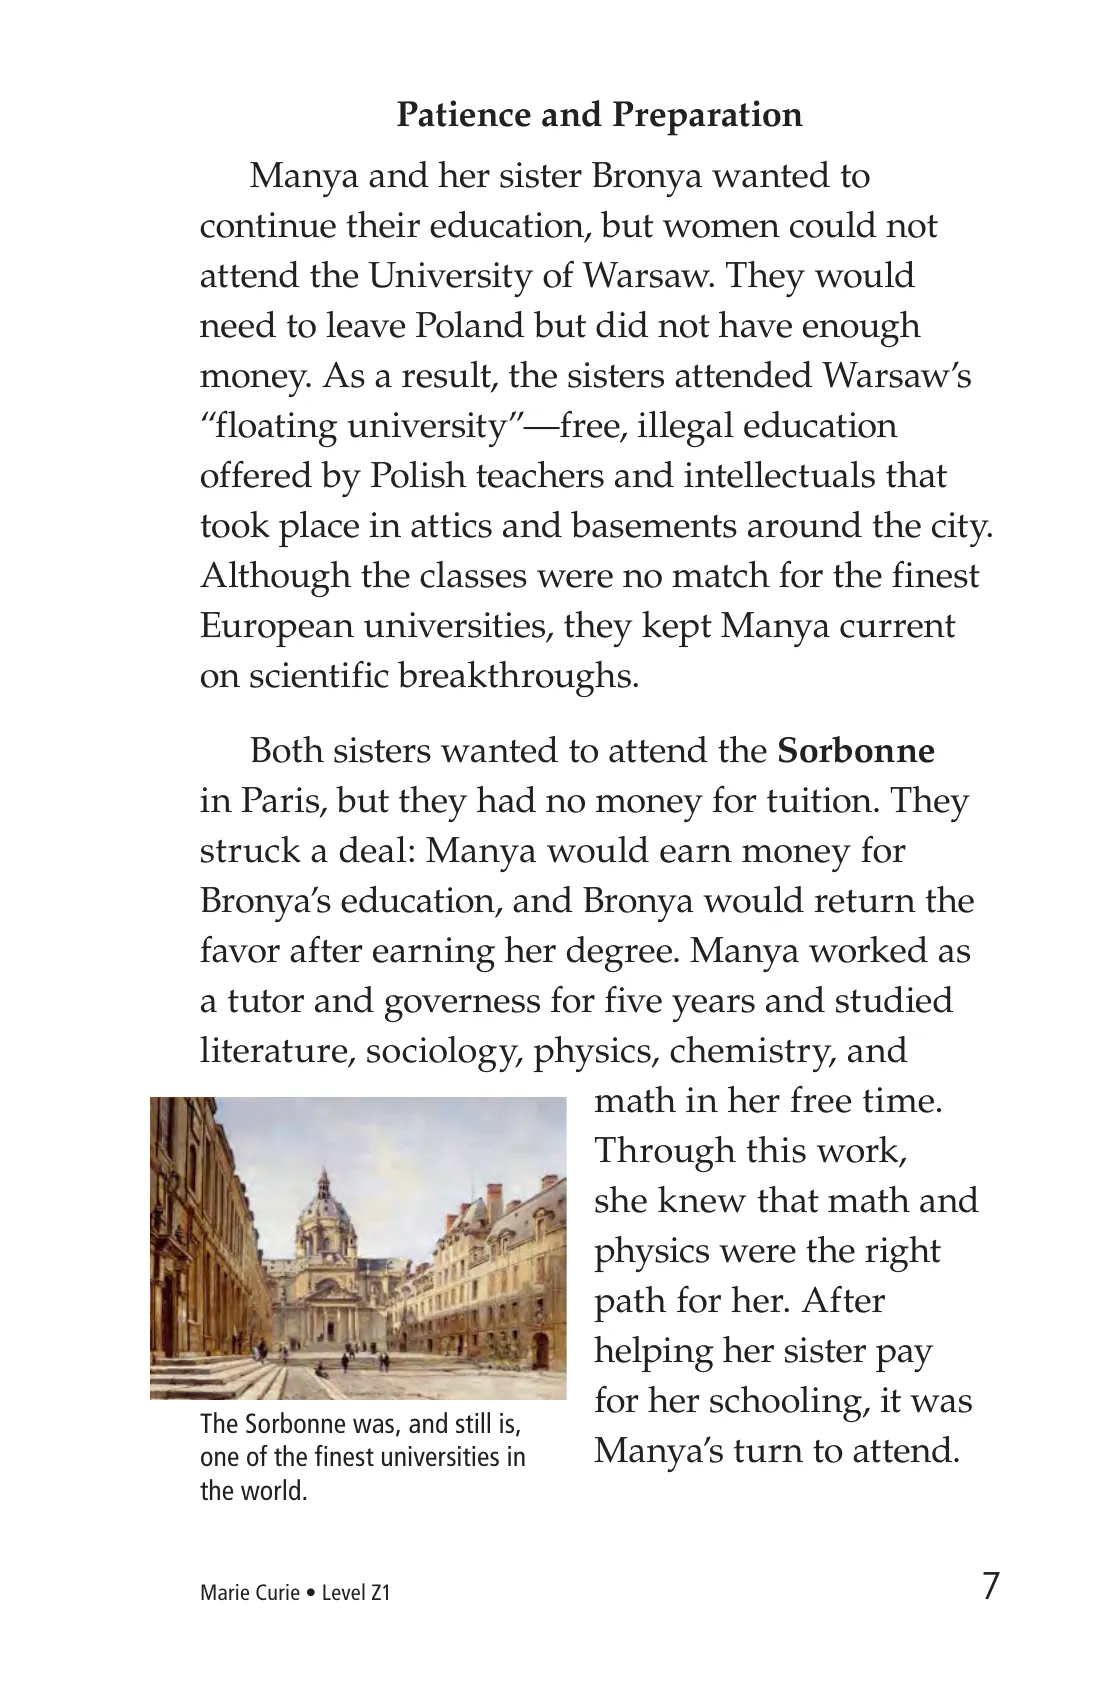 Patience and Preparation
Manya and her sister Bronya wanted to
continue their education, but women could not
attend the University of Warsaw. They would
need to leave Poland but did not have enough
money. As a result, the sisters attended Warsaw’s
“floating university”—free, illegal education
offered by Polish teachers and intellectuals that
took place in attics and basements around the city.
Although the classes were no match for the finest
European universities, they kept Manya current
on scientific breakthroughs.
Both sisters wanted to attend the Sorbonne
in Paris, but they had no money for tuition. They
struck a deal: Manya would earn money for
Bronya’s education, and Bronya would return the
favor after earning her degree. Manya worked as
a tutor and governess for five years and studied
literature, sociology, physics, chemistry, and
math in her free time.
Through this work,
she knew that math and
physics were the right
path for her. After
helping her sister pay
for her schooling, it was
Manya’s turn to attend.
The Sorbonne was, and still is,
one of the finest universities in
the world.
Marie Curie • Level Z1
7